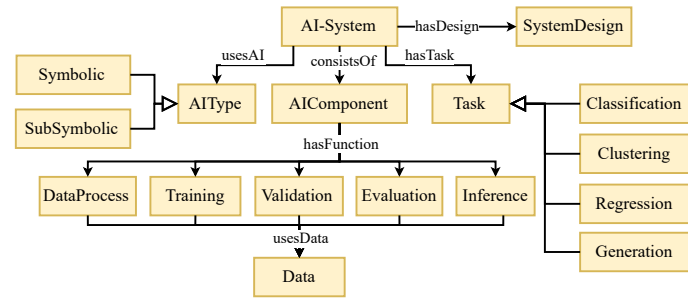 AI-System
hasDesign
SystemDesign
usesAI
consistsOf
hasTask
Symbolic
SubSymbolic
AIType
AIComponent
Task
Classification
Clustering
Regression
Generation
hasFunction
DataProcess
Training
Validation
Evaluation
Inference
usesData
Data